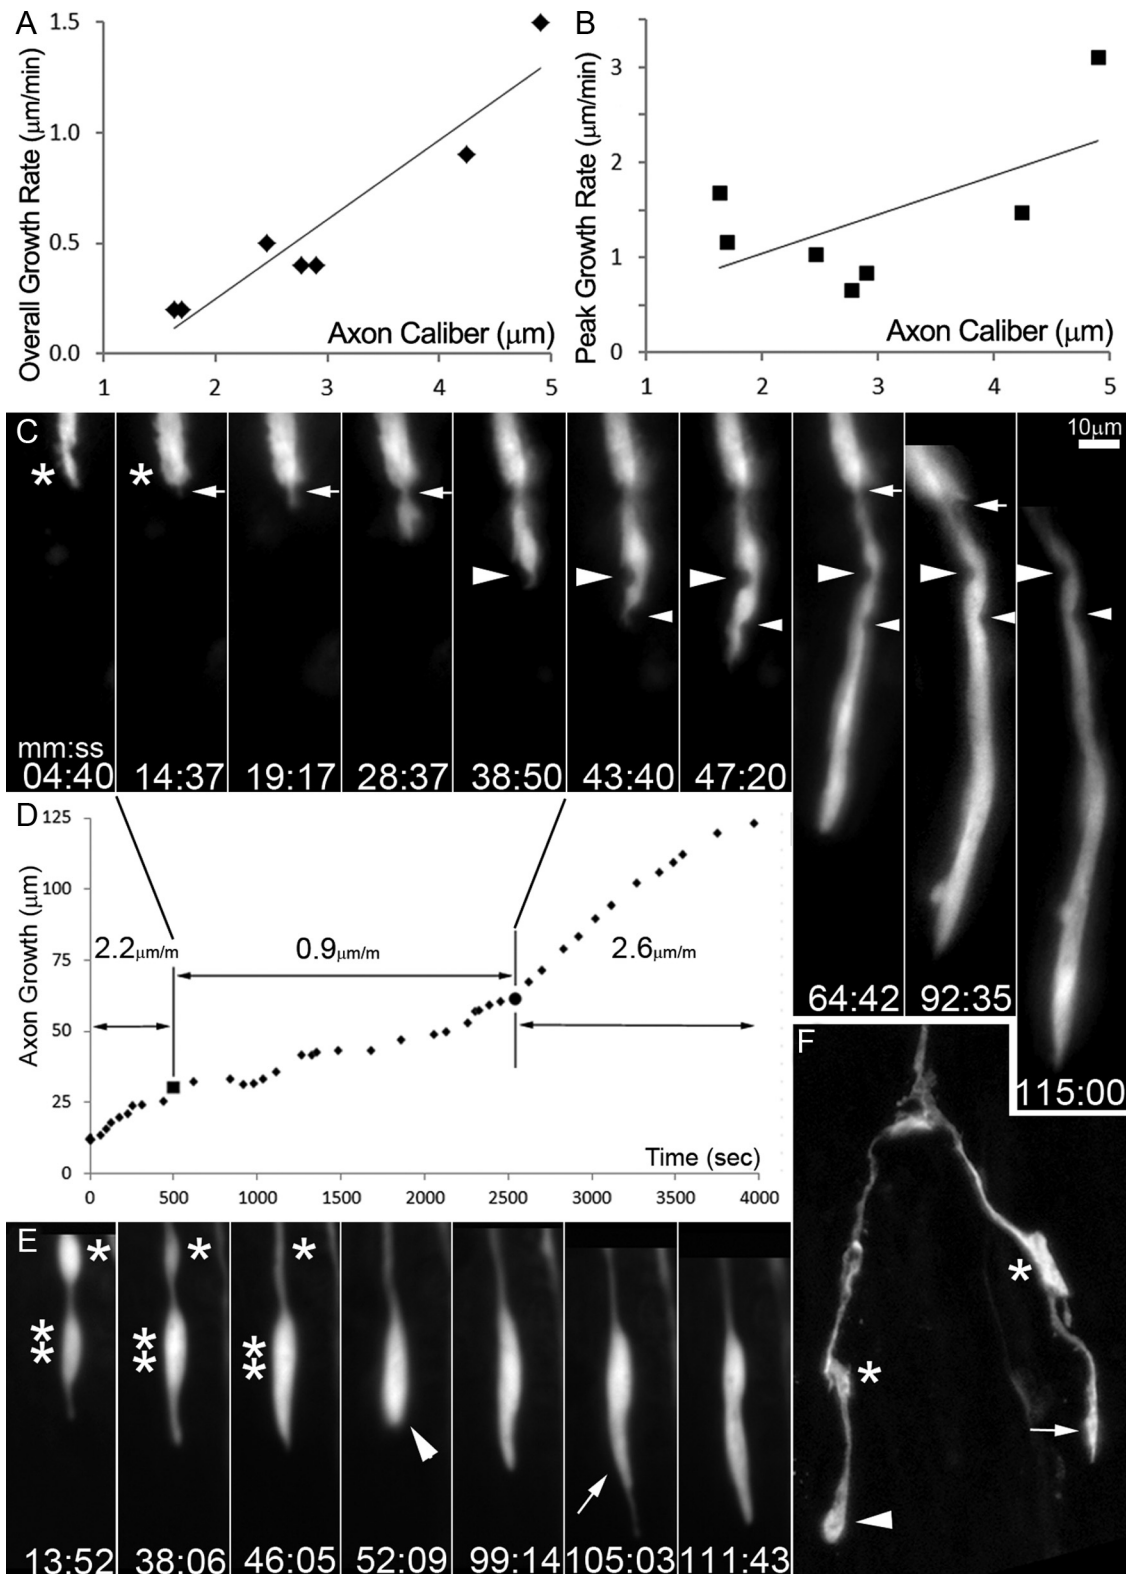 A
1.5
1.0
0.5
0.0
Overall Growth Rate (μm/min)
Axon Caliber (μm)
1 2 3 4 5
B
3
2
1
0
Peak Growth Rate (μm/min)
Axon Caliber (μm)
1 2 3 4 5
C
*
*
10μm
mm:ss
04:40 14:37 19:17 28:37 38:50 43:40 47:20
64:42 92:35
115:00
D
125
100
75
50
25
0
Axon Growth (μm)
2.2μm/m 0.9μm/m 2.6μm/m
Time (sec)
0 500 1000 1500 2000 2500 3000 3500 4000
E
* * *
** ** **
13:52 38:06 46:05 52:09 99:14 105:03 111:43
F
*
*